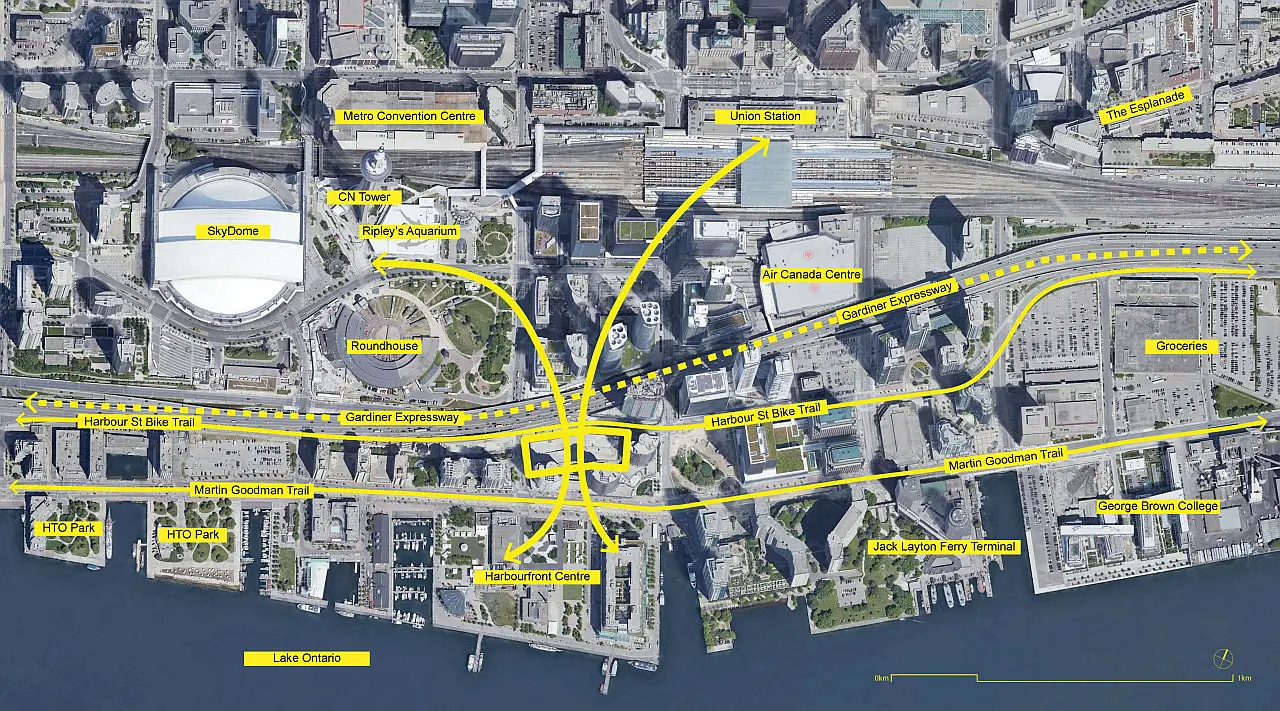 The Esplanade
Metro Convention Centre
Union Station
CN Tower
SkyDome
Ripley's Aquarium
Air Canada Centre
Gardiner Expressway
Roundhouse
Groceries
Gardiner Expressway
Harbour St Bike Trail
Harbour St Bike Trail
Martin Goodman Trail
Martin Goodman Trail
George Brown College
HTO Park
HTO Park
Jack Layton Ferry Terminal
Harbourfront Centre
Lake Ontario
0km
1km